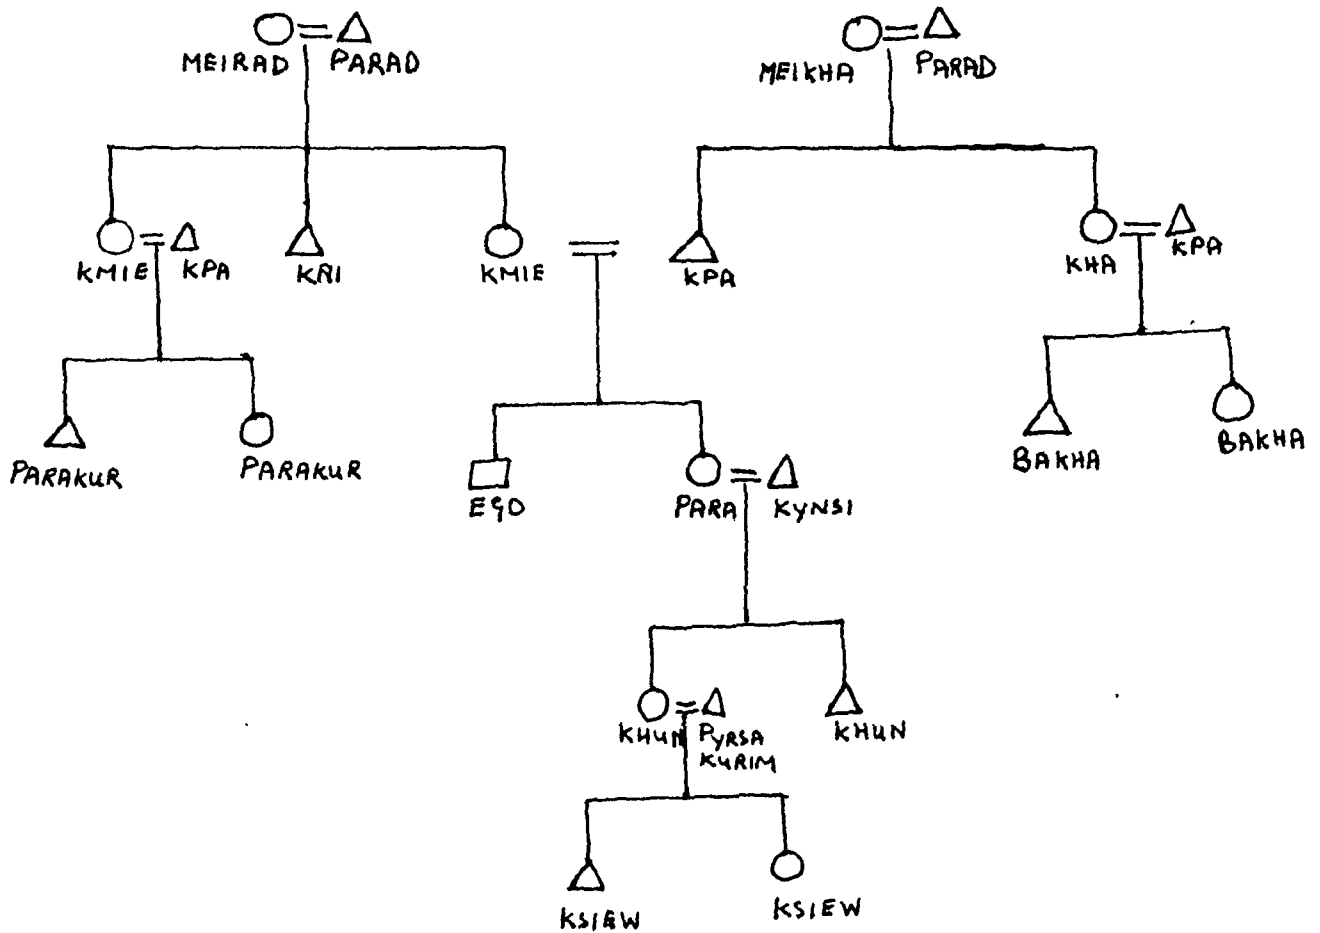 MEIRAD PARAD
MEIKHA PARAD
KMIE KPA
KRI
KMIE
KPA
KHA
KPA
PARAKUR
PARAKUR
EGO
PARA KYNSI
BAKHA
BAKHA
KHUN PYRSA
KURIM
KHUN
KSIEW
KSIEW